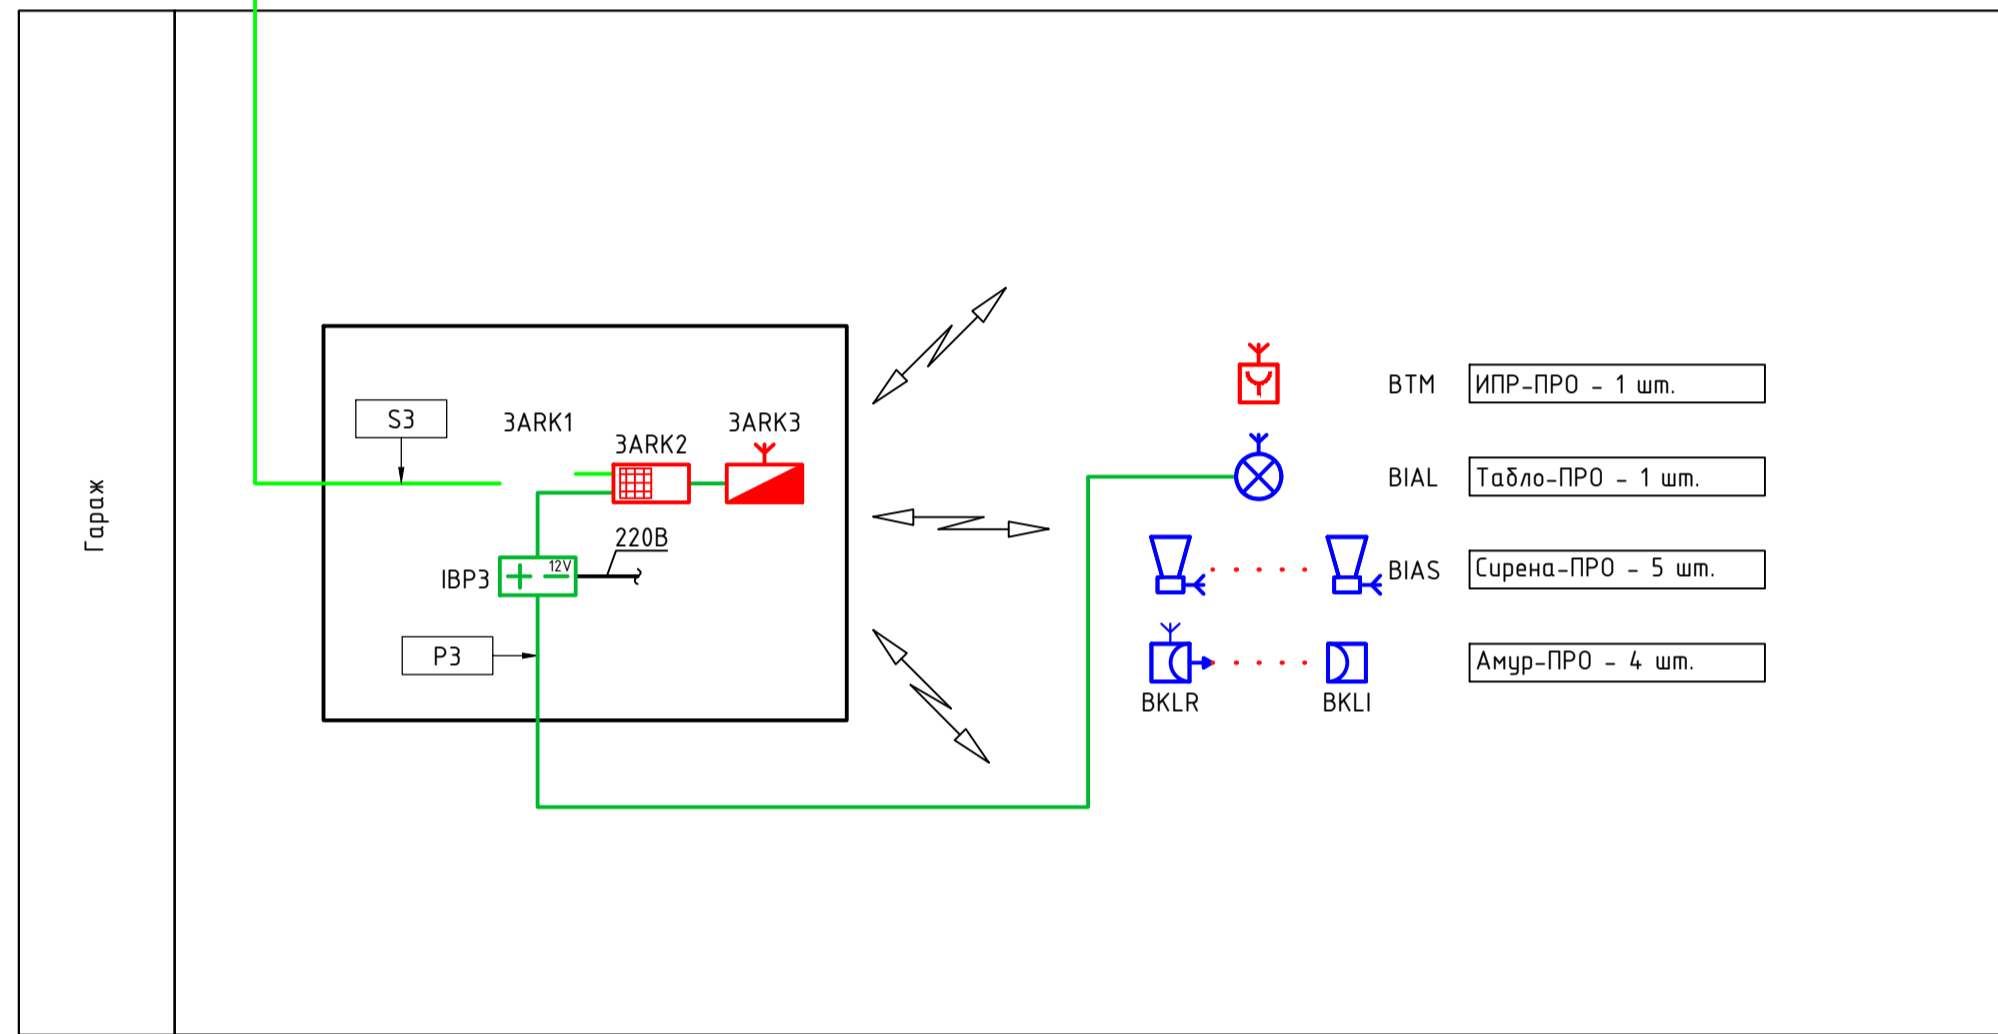 Гараж
S3
3ARK1
3ARK2
3ARK3
220В
IBP3
12V
P3
BTM
ИПР-ПРО - 1 шт.
BIAL
Табло-ПРО - 1 шт.
BIAS
Сирена-ПРО - 5 шт.
Амур-ПРО - 4 шт.
BKLR
BKLI